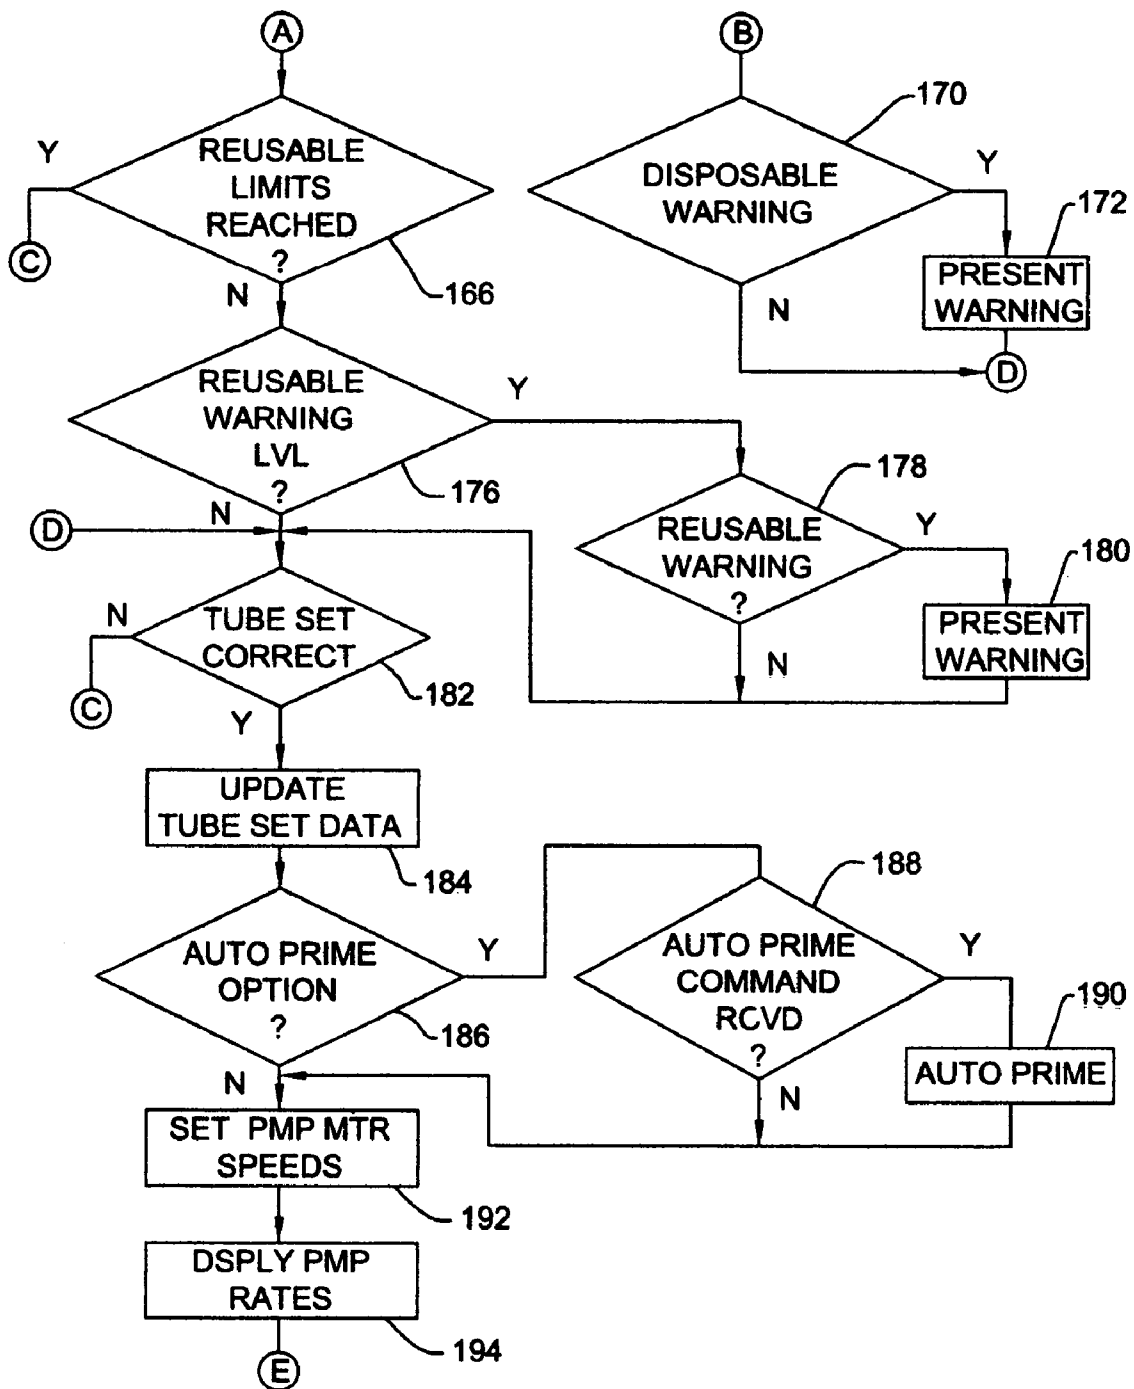 A
B
170
Y
REUSABLE
LIMITS
REACHED
?
DISPOSABLE
WARNING
Y
172
C
166
PRESENT
WARNING
N
N
D
REUSABLE
WARNING
LVL
?
Y
176
178
N
D
REUSABLE
WARNING
?
Y
180
N
TUBE SET
CORRECT
PRESENT
WARNING
N
182
C
Y
UPDATE
TUBE SET DATA
184
188
AUTO PRIME
OPTION
?
Y
AUTO PRIME
COMMAND
RCVD
?
Y
190
186
AUTO PRIME
N
N
SET PMP MTR
SPEEDS
192
DSPLY PMP
RATES
194
E